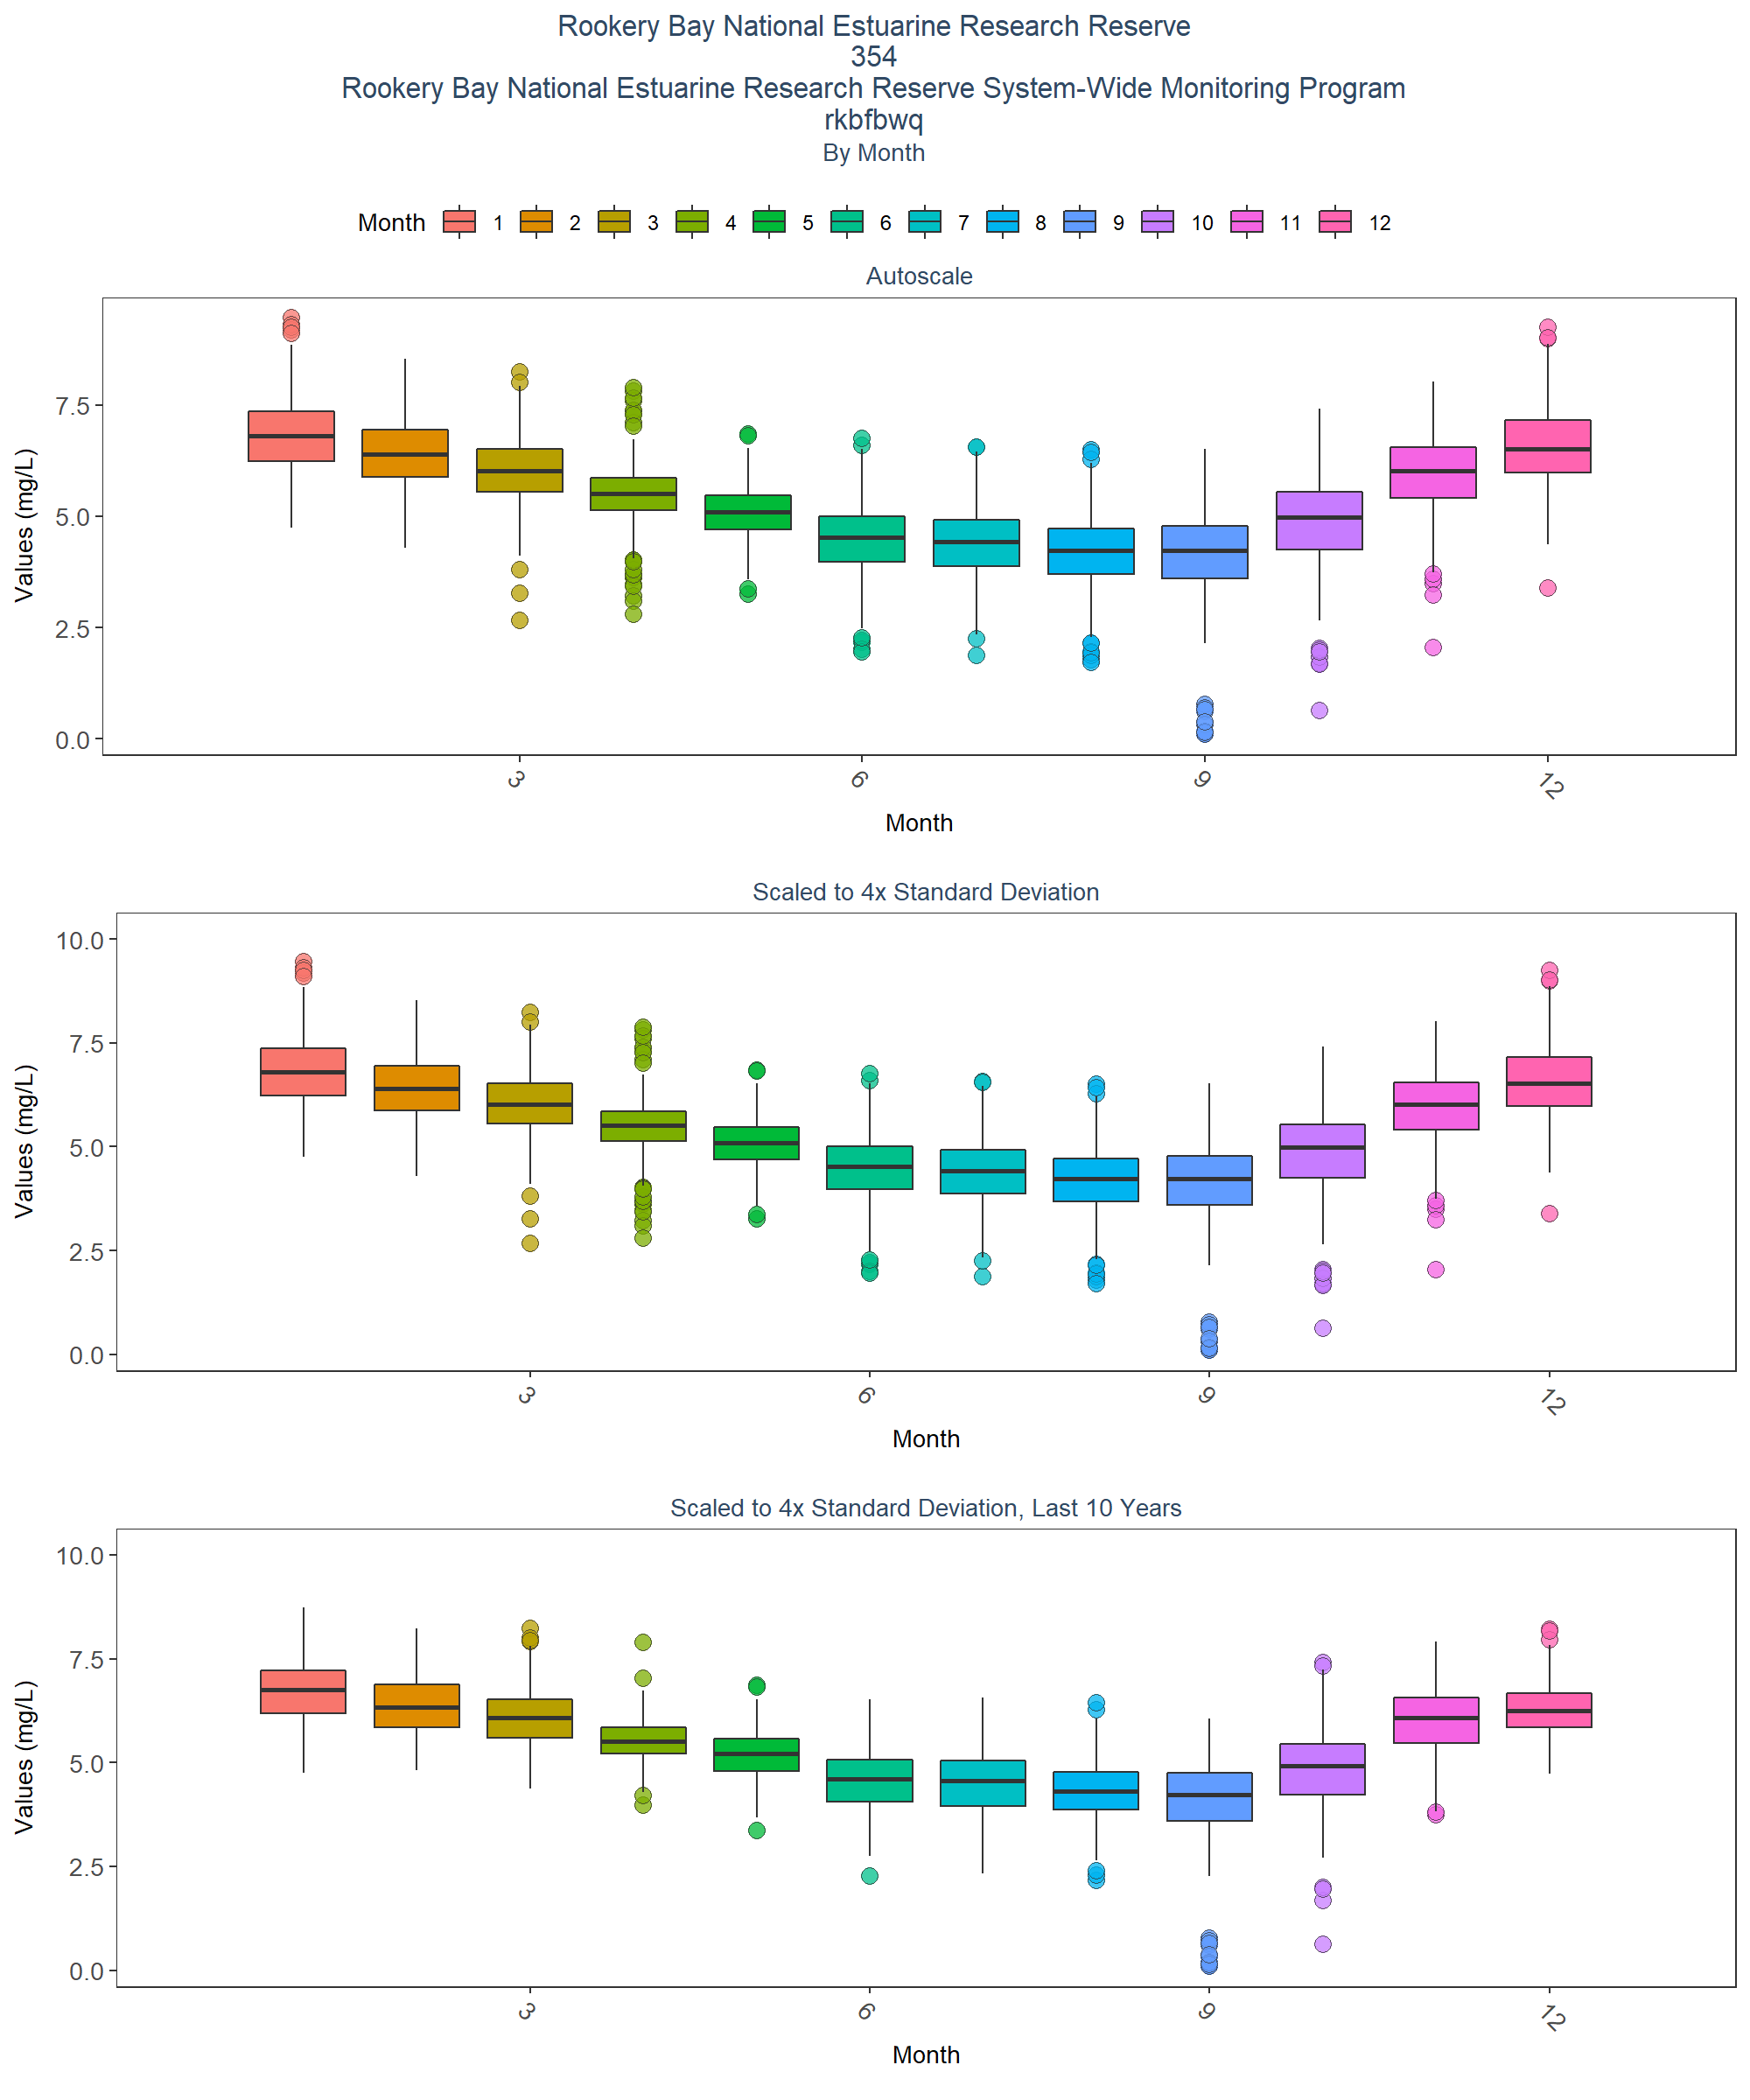 Rookery Bay National Estuarine Research Reserve
354
Rookery Bay National Estuarine Research Reserve System-Wide Monitoring Program
rkbfbwq
By Month
Month 1 2 3 4 5 6 7 8 9 10 11 12
Autoscale
Values (mg/L)
7.5
5.0
2.5
0.0
3 6 9 12
Month
Scaled to 4x Standard Deviation
Values (mg/L)
10.0
7.5
5.0
2.5
0.0
3 6 9 12
Month
Scaled to 4x Standard Deviation, Last 10 Years
Values (mg/L)
10.0
7.5
5.0
2.5
0.0
3 6 9 12
Month